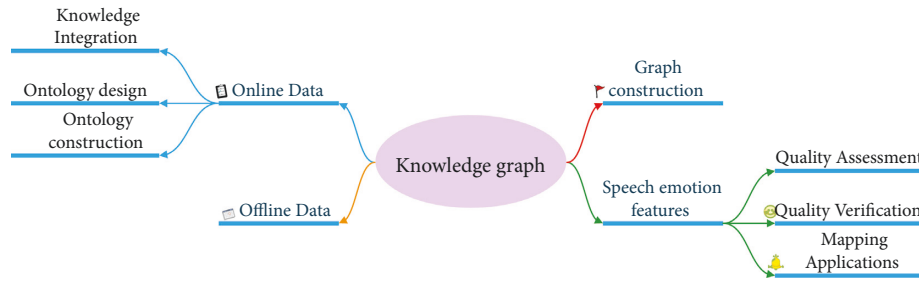 Knowledge
Integration
Ontology design
Ontology
construction
Online Data
Offline Data
Knowledge graph
Graph
construction
Speech emotion
features
Quality Assessment
Quality Verification
Mapping
Applications